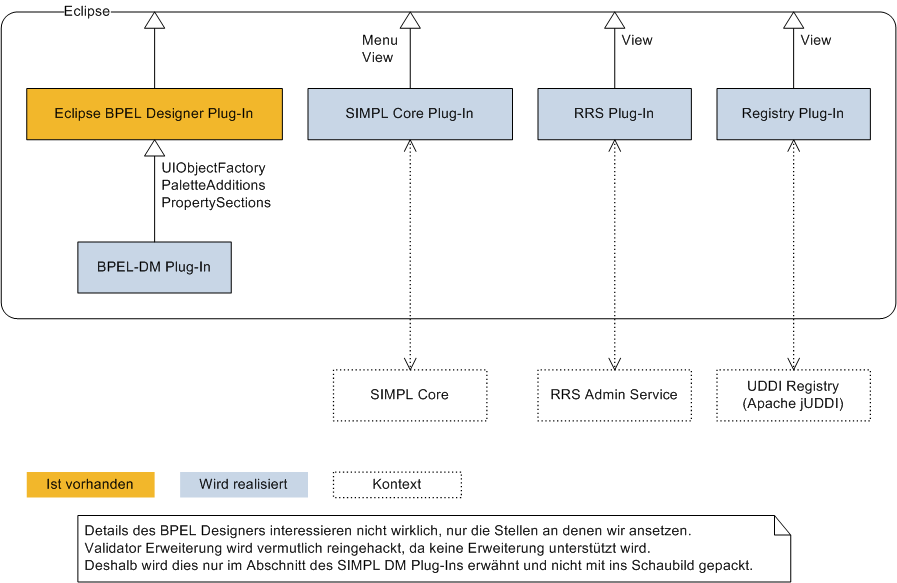 Eclipse
Menu
View
View
View
Eclipse BPEL Designer Plug-In
SIMPL Core Plug-In
RRS Plug-In
Registry Plug-In
UIObjectFactory
PaletteAdditions
PropertySections
BPEL-DM Plug-In
SIMPL Core
RRS Admin Service
UDDI Registry
(Apache jUDDI)
Ist vorhanden
Wird realisiert
Kontext
Details des BPEL Designers interessieren nicht wirklich, nur die Stellen an denen wir ansetzen.
Validator Erweiterung wird vermutlich reingehackt, da keine Erweiterung unterstützt wird.
Deshalb wird dies nur im Abschnitt des SIMPL DM Plug-Ins erwähnt und nicht mit ins Schaubild gepackt.